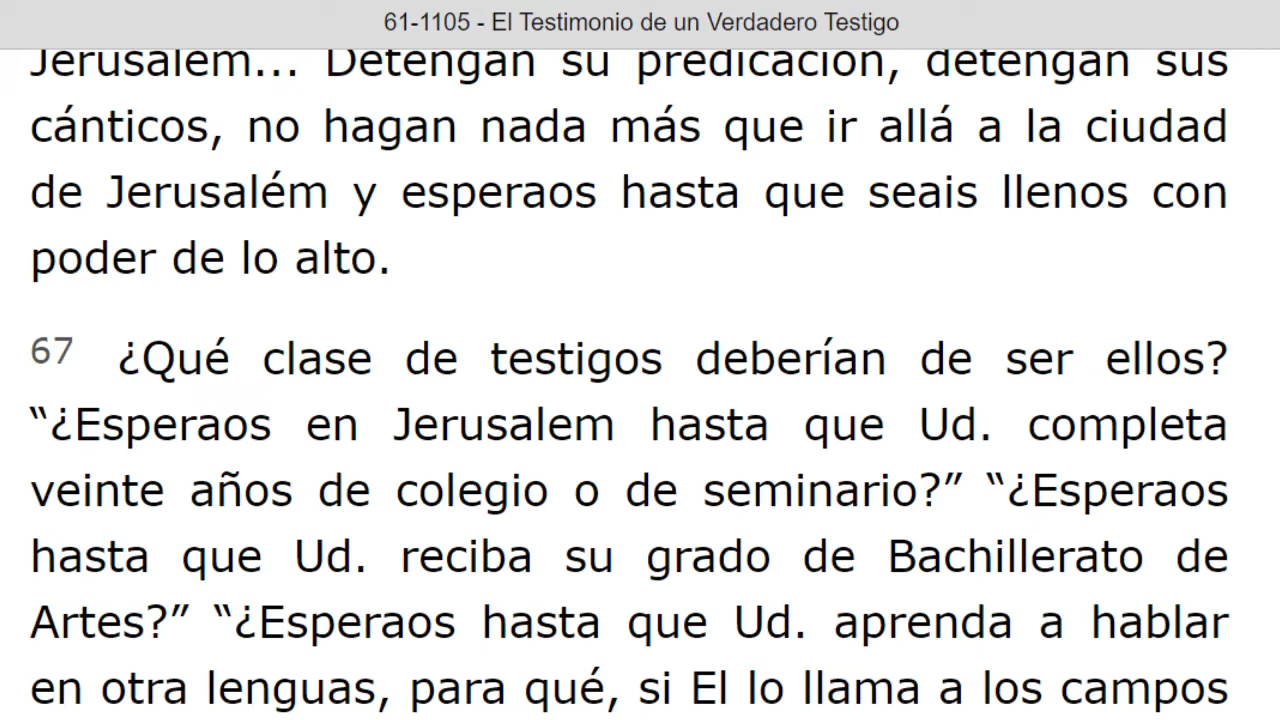 61-1105 - El Testimonio de un Verdadero Testigo
Jerusalem... Detengan su predicación, detengan sus
cánticos, no hagan nada más que ir allá a la ciudad
de Jerusalém y esperaos hasta que seais llenos con
poder de lo alto.
67 ¿Qué clase de testigos deberían de ser ellos?
“¿Esperaos en Jerusalem hasta que Ud. completa
veinte años de colegio o de seminario?” “¿Esperaos
hasta que Ud. reciba su grado de Bachillerato de
Artes?” “¿Esperaos hasta que Ud. aprenda a hablar
en otra lenguas, para qué, si El lo llama a los campos